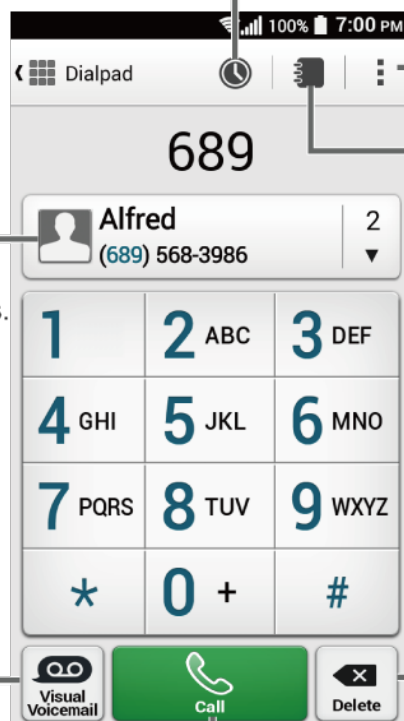 100% 7:00 PM
Dialpad
689
Alfred 2
(689) 568-3986 ▼
s.
1 2 ABC 3 DEF
4 GHI 5 JKL 6 MNO
7 PQRS 8 TUV 9 WXYZ
* 0 + #
Visual
Voicemail Call Delete